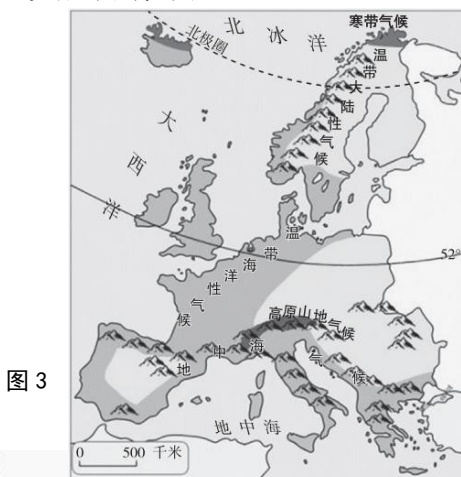 北冰洋
寒带气候
北极圈
温带大陆性气候
大西洋
温带海洋性气候
52°
高原山地气候
地中海气候
图 3
地中海
0 500 千米